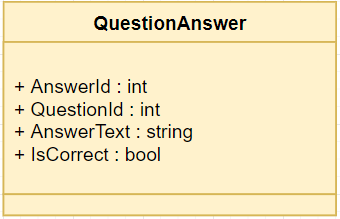 QuestionAnswer
+ AnswerId : int
+ QuestionId : int
+ AnswerText : string
+ IsCorrect : bool